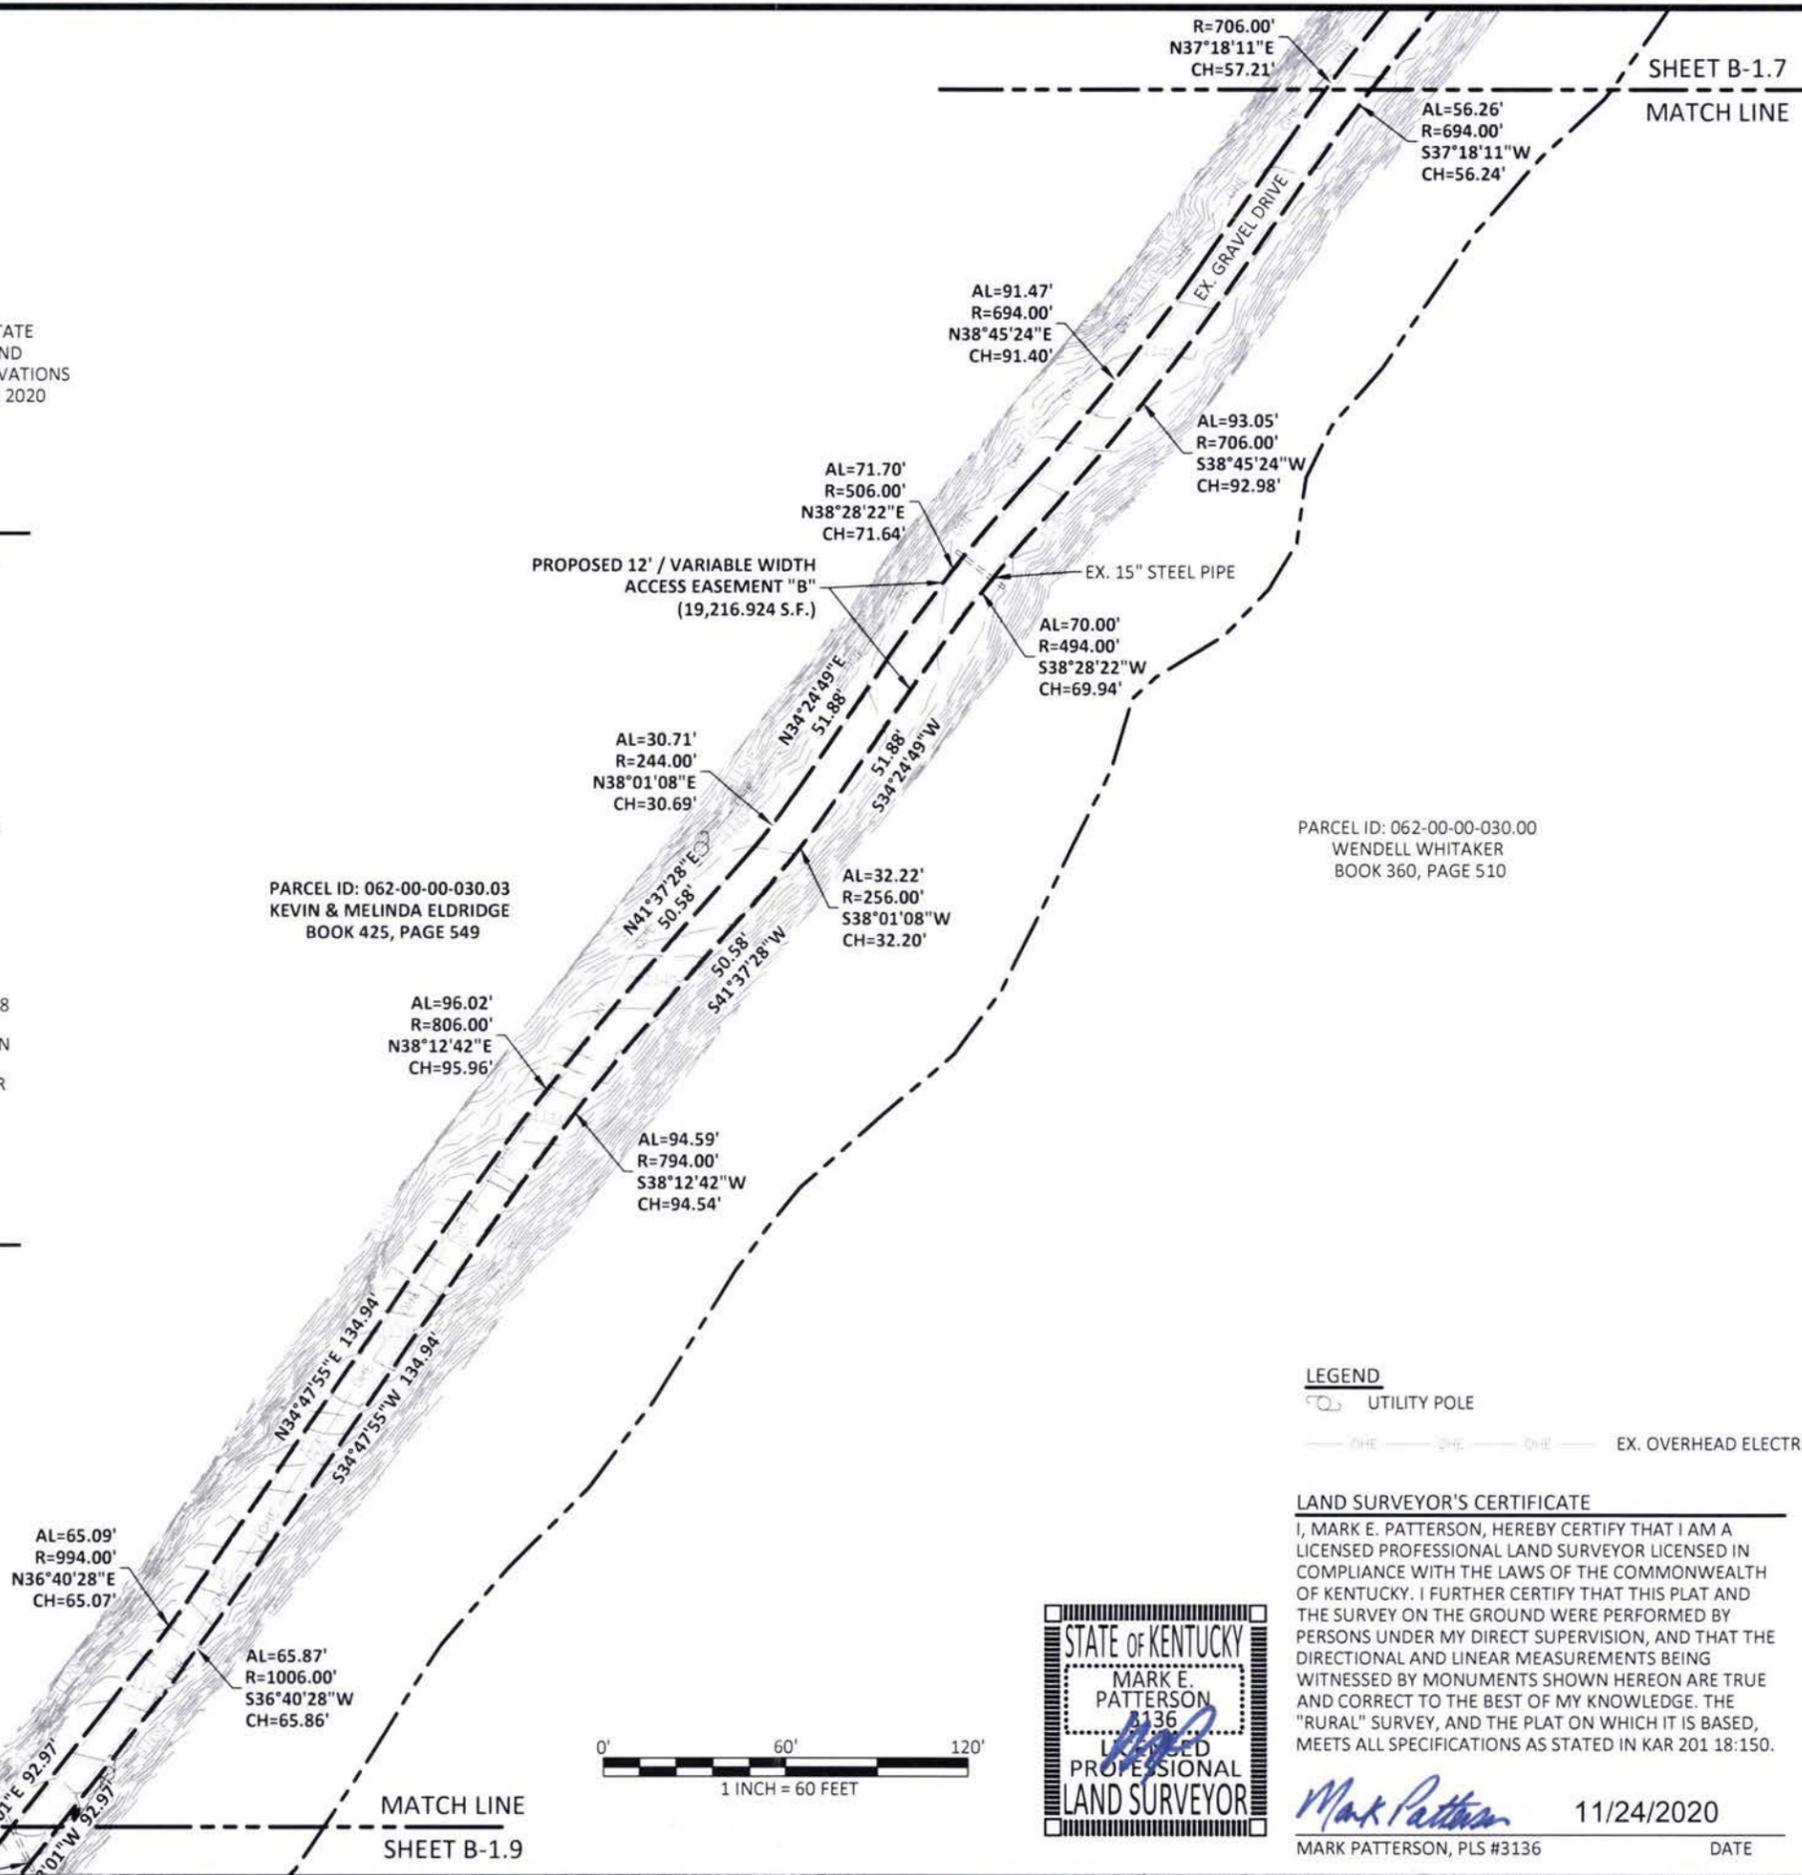 R=706.00'
N37°18'11"E
CH=57.21'
SHEET B-1.7
MATCH LINE
AL=56.26'
R=694.00'
S37°18'11"W
CH=56.24'
EX. GRAVEL DRIVE
AL=91.47'
R=694.00'
N38°45'24"E
CH=91.40'
2020
AL=93.05'
R=706.00'
S38°45'24"W
CH=92.98'
AL=71.70'
R=506.00'
N38°28'22"E
CH=71.64'
PROPOSED 12' / VARIABLE WIDTH
ACCESS EASEMENT "B"
(19,216.924 S.F.)
EX. 15" STEEL PIPE
AL=70.00'
R=494.00'
S38°28'22"W
CH=69.94'
N34°24'49"E
51.88'
51.88'
S34°24'49"W
AL=30.71'
R=244.00'
N38°01'08"E
CH=30.69'
PARCEL ID: 062-00-00-030.00
WENDELL WHITAKER
BOOK 360, PAGE 510
AL=32.22'
R=256.00'
S38°01'08"W
CH=32.20'
PARCEL ID: 062-00-00-030.03
KEVIN & MELINDA ELDRIDGE
BOOK 425, PAGE 549
N41°37'28"E
50.58'
50.58'
S41°37'28"W
AL=96.02'
R=806.00'
N38°12'42"E
CH=95.96'
AL=94.59'
R=794.00'
S38°12'42"W
CH=94.54'
N34°47'55"E 134.94'
S34°47'55"W 134.94'
LEGEND
UTILITY POLE
OHE OHE OHE EX. OVERHEAD ELECTR
AL=65.09'
R=994.00'
N36°40'28"E
CH=65.07'
AL=65.87'
R=1006.00'
S36°40'28"W
CH=65.86'
01"E 92.97'
01"W 92.97'
0' 60' 120'
1 INCH = 60 FEET
MATCH LINE
SHEET B-1.9
STATE OF KENTUCKY
MARK E.
PATTERSON
3136
LICENSED
PROFESSIONAL
LAND SURVEYOR
LAND SURVEYOR'S CERTIFICATE
I, MARK E. PATTERSON, HEREBY CERTIFY THAT I AM A
LICENSED PROFESSIONAL LAND SURVEYOR LICENSED IN
COMPLIANCE WITH THE LAWS OF THE COMMONWEALTH
OF KENTUCKY. I FURTHER CERTIFY THAT THIS PLAT AND
THE SURVEY ON THE GROUND WERE PERFORMED BY
PERSONS UNDER MY DIRECT SUPERVISION, AND THAT THE
DIRECTIONAL AND LINEAR MEASUREMENTS BEING
WITNESSED BY MONUMENTS SHOWN HEREON ARE TRUE
AND CORRECT TO THE BEST OF MY KNOWLEDGE. THE
"RURAL" SURVEY, AND THE PLAT ON WHICH IT IS BASED,
MEETS ALL SPECIFICATIONS AS STATED IN KAR 201 18:150.
Mark Patterson 11/24/2020
MARK PATTERSON, PLS #3136 DATE